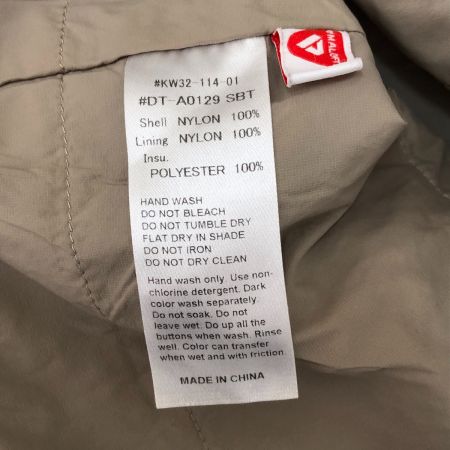 #KW32-114-01
#DT-A0129 SBT
Shell NYLON 100%
Lining NYLON 100%
Insu.
POLYESTER 100%
HAND WASH
DO NOT BLEACH
DO NOT TUMBLE DRY
FLAT DRY IN SHADE
DO NOT IRON
DO NOT DRY CLEAN
Hand wash only. Use non-
chlorine detergent. Dark
color wash separately.
Do not soak. Do not
leave wet. Do up all the
buttons when wash. Rinse
well. Color can transfer
when wet and with friction
MADE IN CHINA